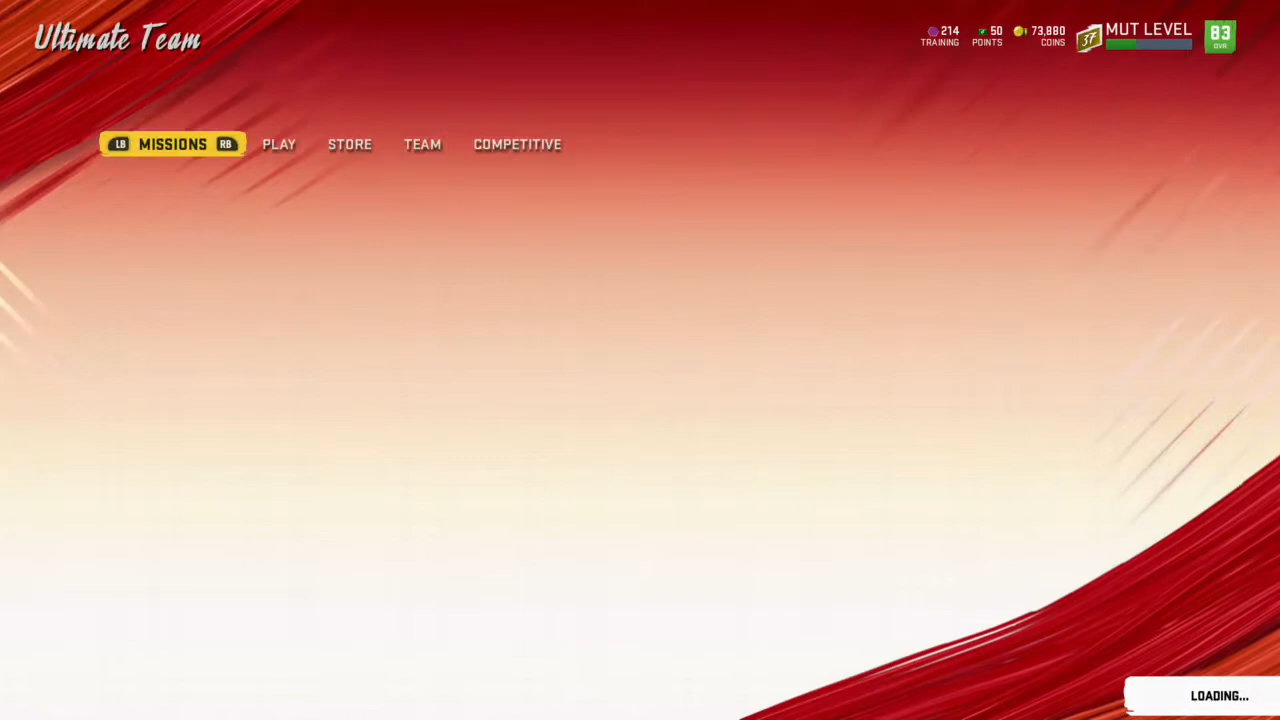 Ultimate Team
214 50 73,880
TRAINING POINTS COINS
37 MUT LEVEL 83
OVR
LB MISSIONS RB PLAY STORE TEAM COMPETITIVE
LOADING...